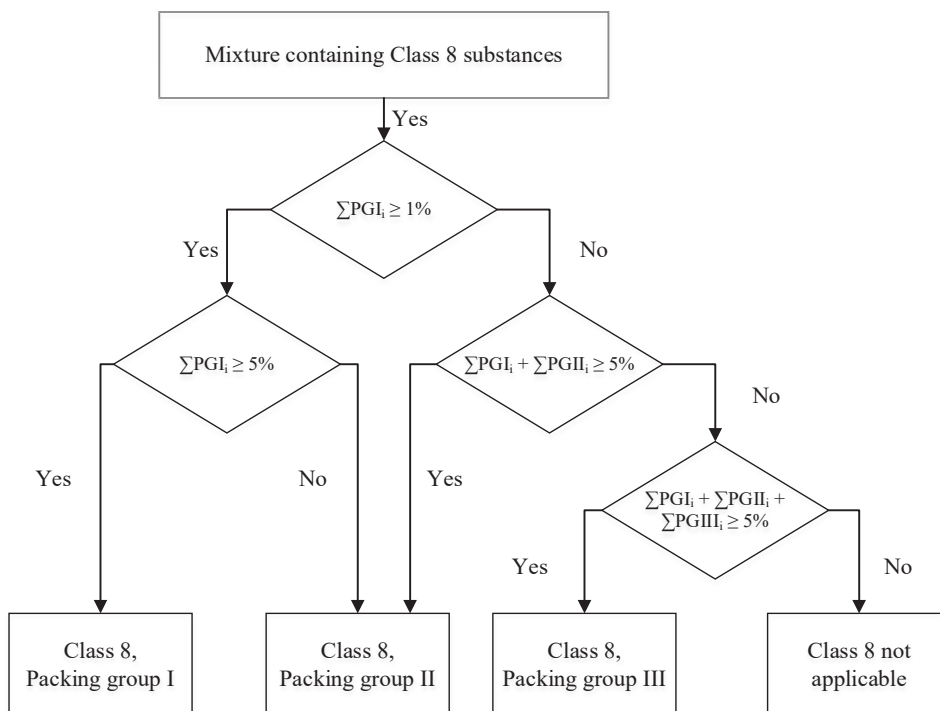 Mixture containing Class 8 substances
Yes
∑PGIᵢ ≥ 1%
Yes
No
∑PGIᵢ ≥ 5%
∑PGIᵢ + ∑PGIIᵢ ≥ 5%
No
Yes
No
Yes
∑PGIᵢ + ∑PGIIᵢ +
∑PGIIIᵢ ≥ 5%
Yes
No
Class 8,
Packing group I
Class 8,
Packing group II
Class 8,
Packing group III
Class 8 not
applicable